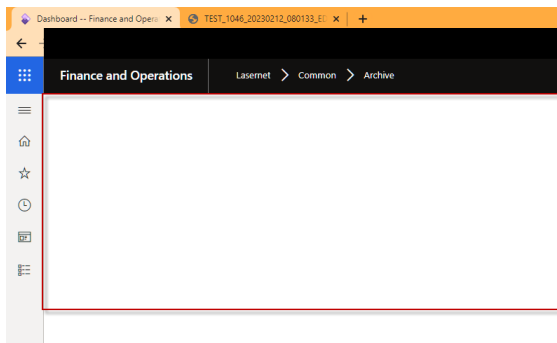 Dashboard -- Finance and Opera
TEST_1046_20230212_080133_E
Finance and Operations
Lasernet > Common > Archive